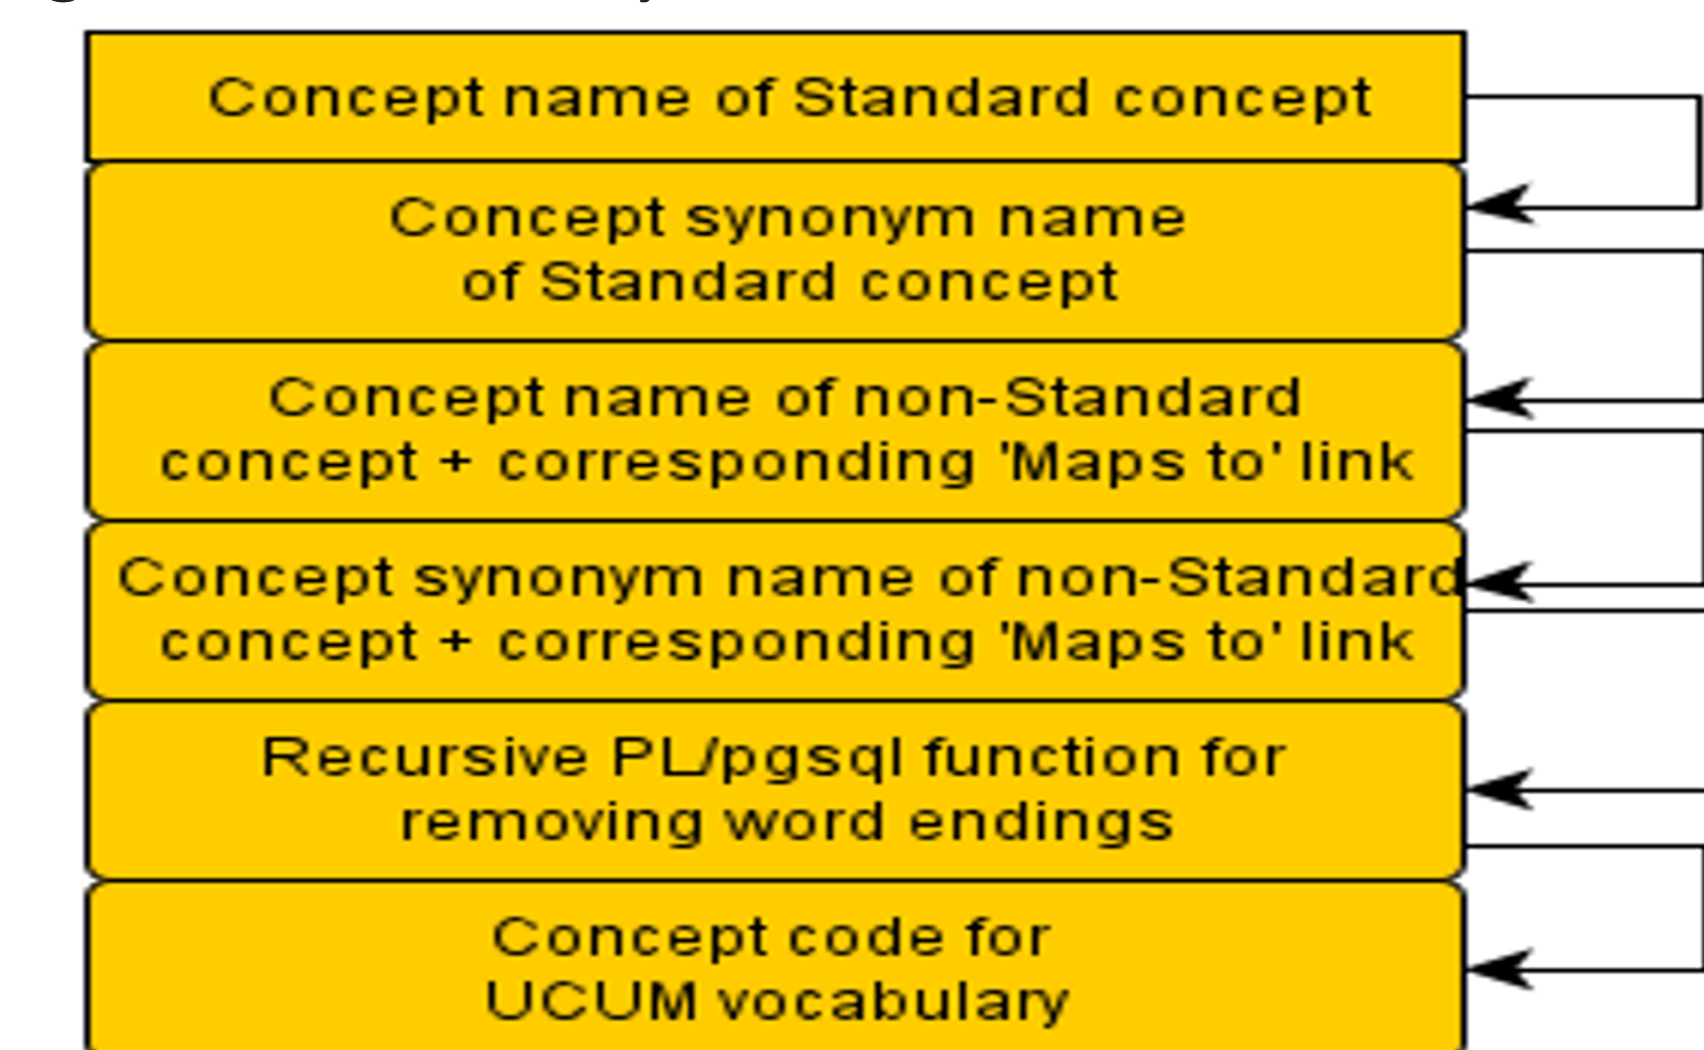 Concept name of Standard concept
Concept synonym name
of Standard concept
Concept name of non-Standard
concept + corresponding 'Maps to' link
Concept synonym name of non-Standard
concept + corresponding 'Maps to' link
Recursive PL/pgsql function for
removing word endings
Concept code for
UCUM vocabulary